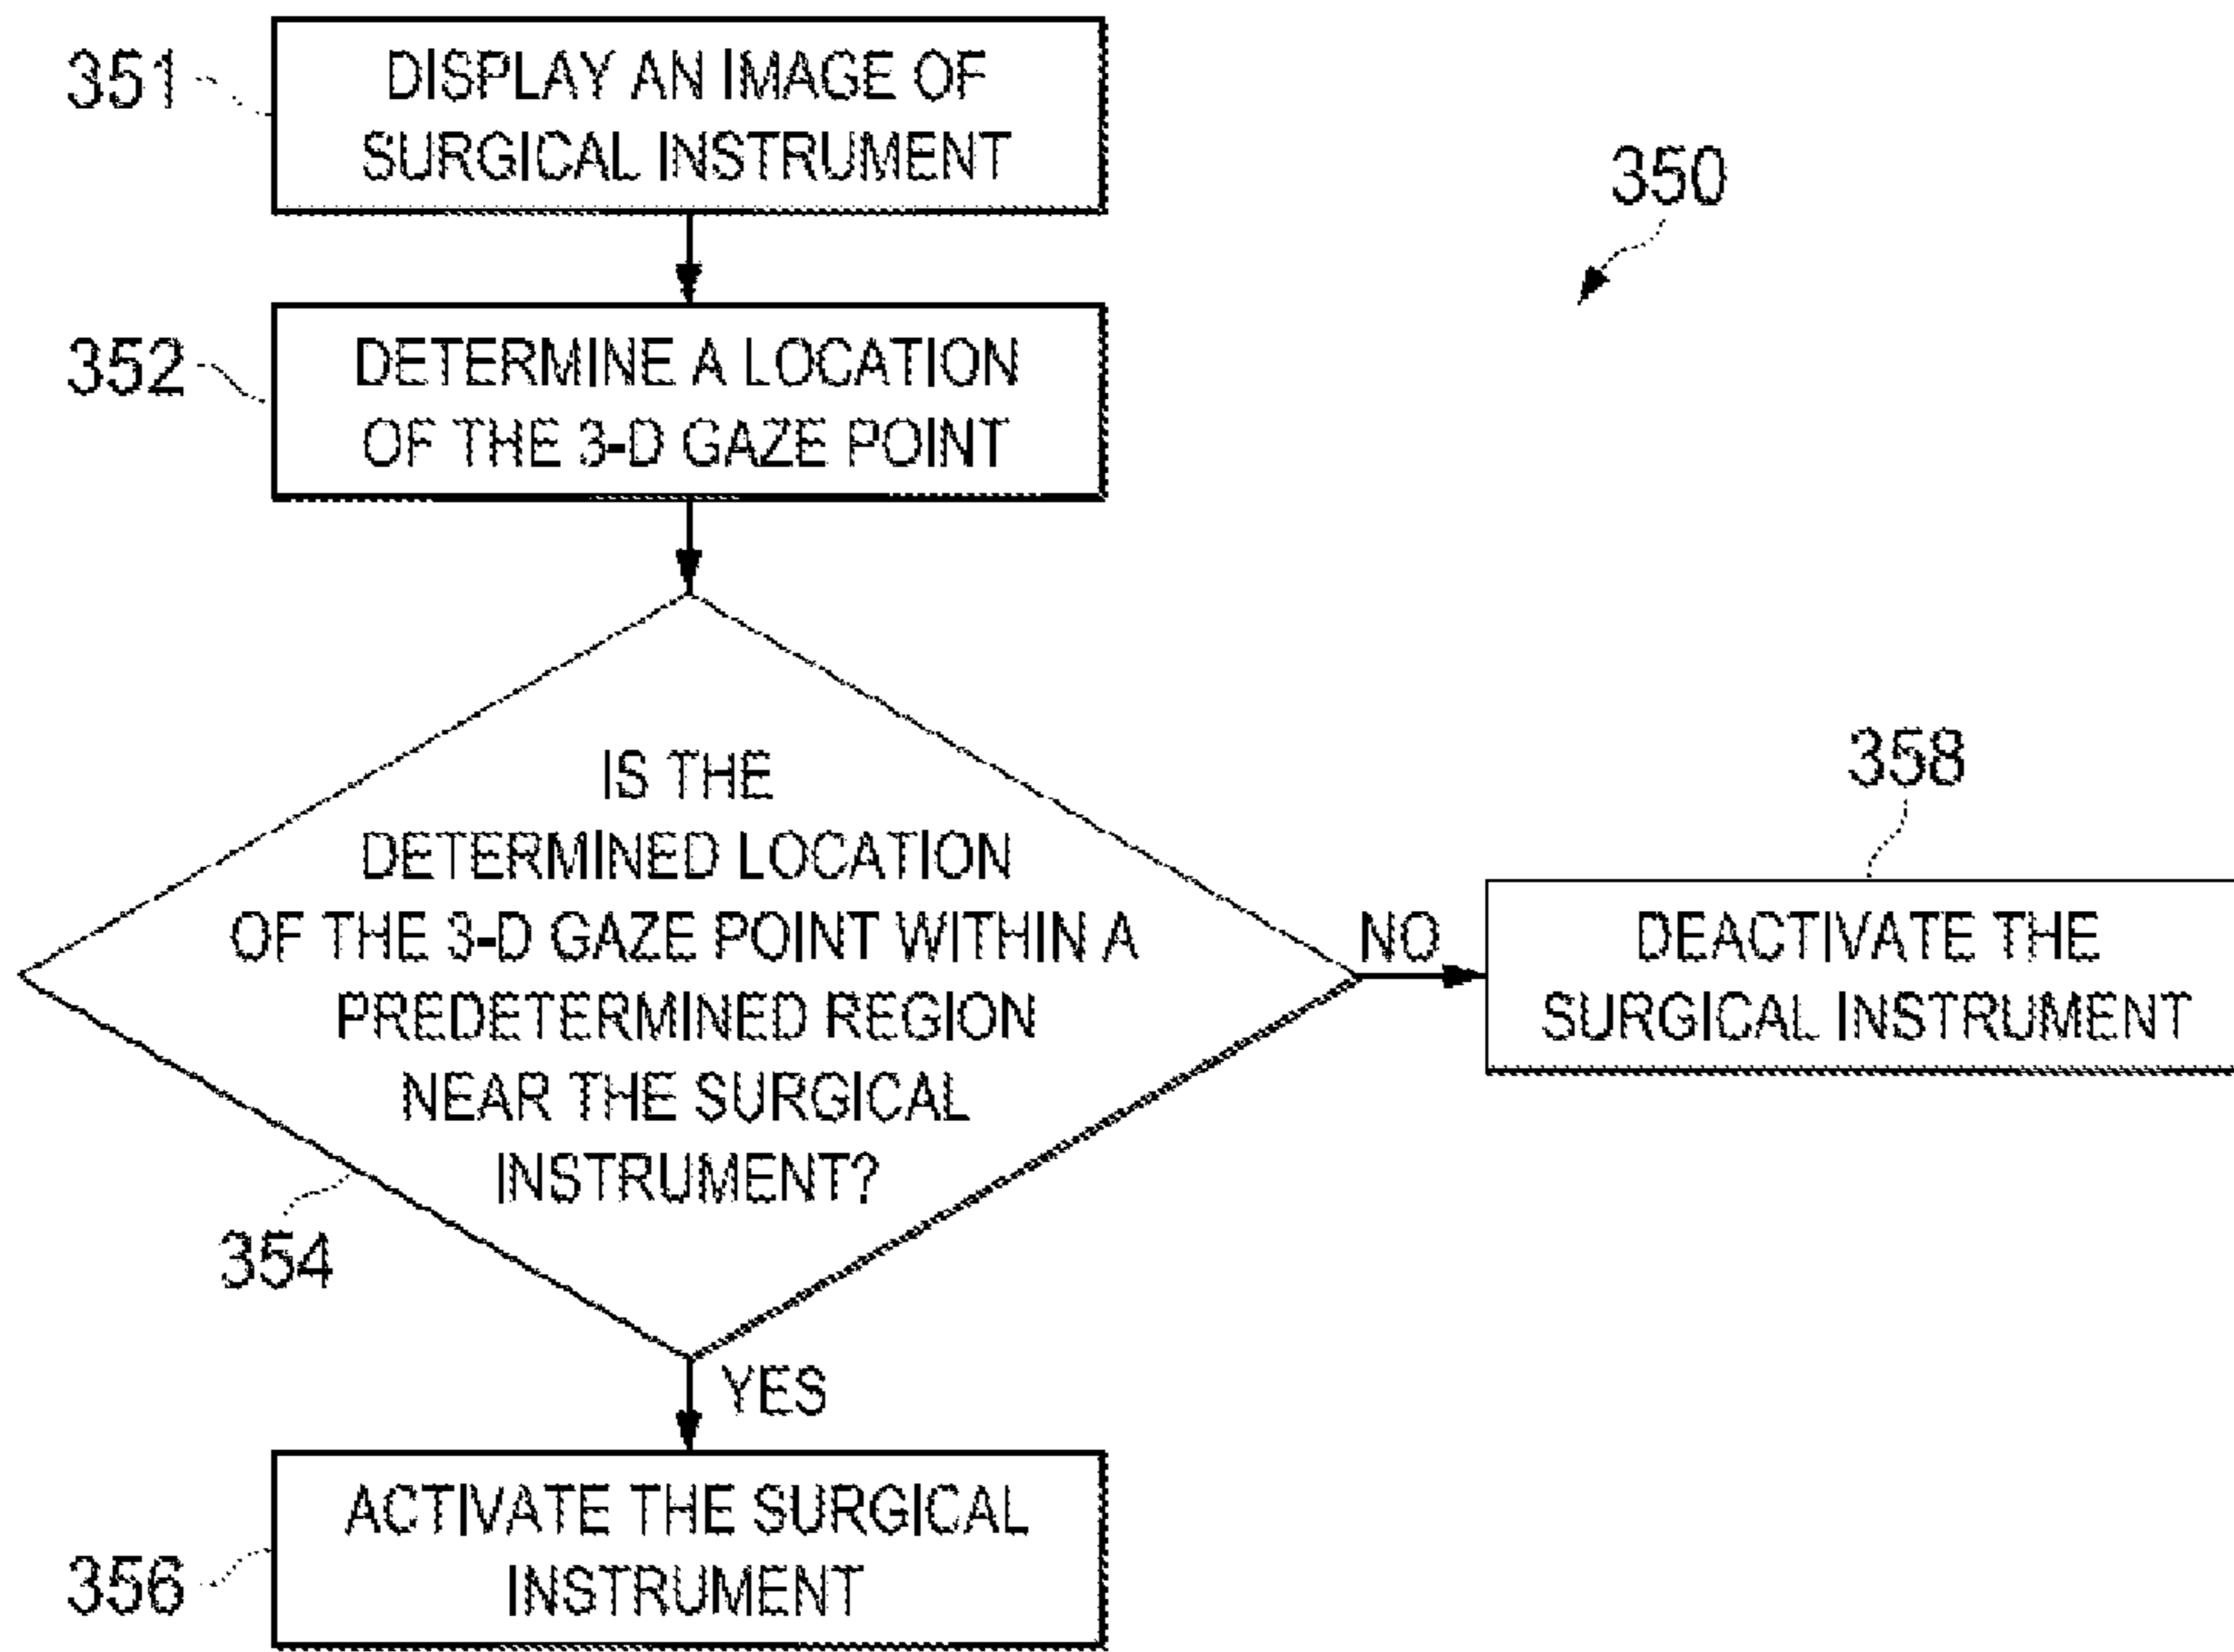 351
DISPLAY AN IMAGE OF
SURGICAL INSTRUMENT
350
352
DETERMINE A LOCATION
OF THE 3-D GAZE POINT
IS THE
DETERMINED LOCATION
OF THE 3-D GAZE POINT WITHIN A
PREDETERMINED REGION
NEAR THE SURGICAL
INSTRUMENT?
354
NO
358
DEACTIVATE THE
SURGICAL INSTRUMENT
YES
356
ACTIVATE THE SURGICAL
INSTRUMENT